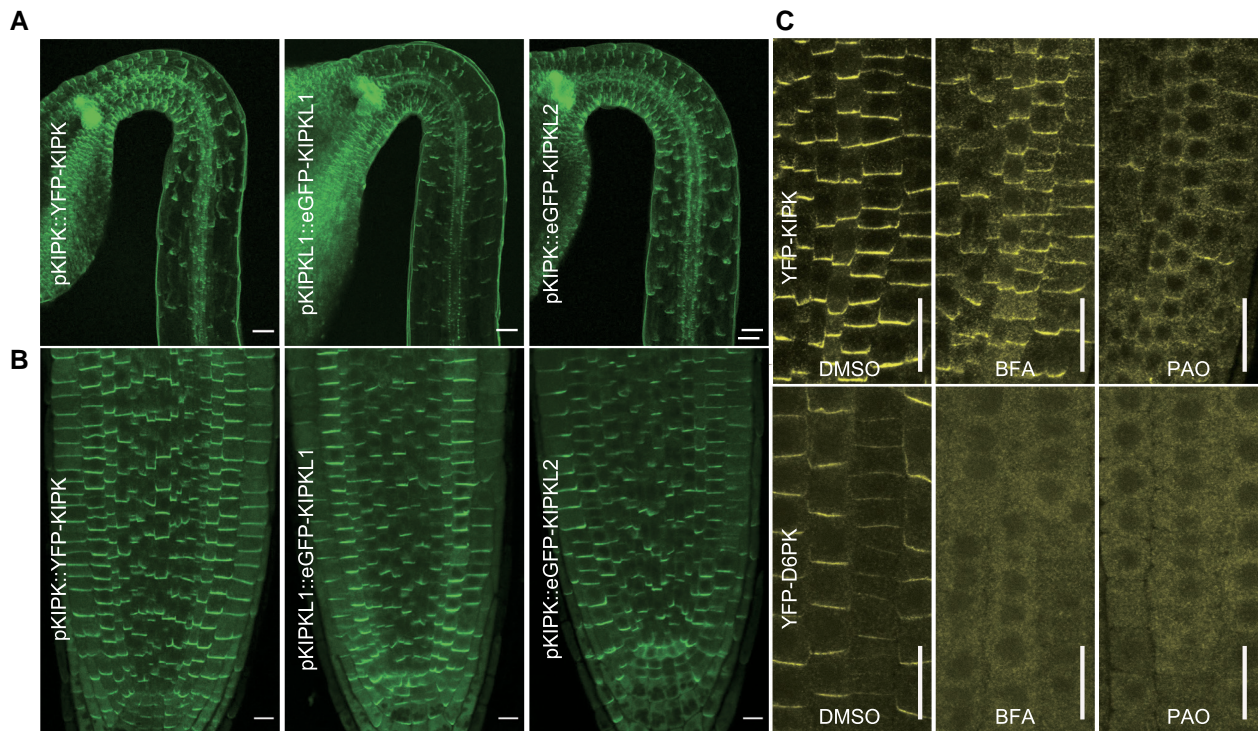 A
pKIPK::YFP-KIPK
pKIPKL1::eGFP-KIPKL1
pKIPK::eGFP-KIPKL2
B
pKIPK::YFP-KIPK
pKIPKL1::eGFP-KIPKL1
pKIPK::eGFP-KIPKL2
C
YFP-KIPK
DMSO
BFA
PAO
YFP-D6PK
DMSO
BFA
PAO